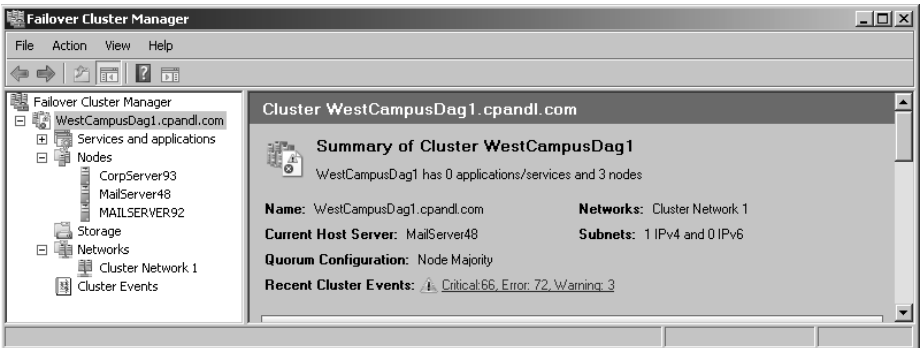 Failover Cluster Manager
File Action View Help
Failover Cluster Manager
WestCampusDag1.cpandl.com
Services and applications
Nodes
CorpServer93
MailServer48
MAILSERVER92
Storage
Networks
Cluster Network 1
Cluster Events
Cluster WestCampusDag1.cpandl.com
Summary of Cluster WestCampusDag1
WestCampusDag1 has 0 applications/services and 3 nodes
Name: WestCampusDag1.cpandl.com
Networks: Cluster Network 1
Current Host Server: MailServer48
Subnets: 1 IPv4 and 0 IPv6
Quorum Configuration: Node Majority
Recent Cluster Events: Critical:66, Error: 72, Warning: 3